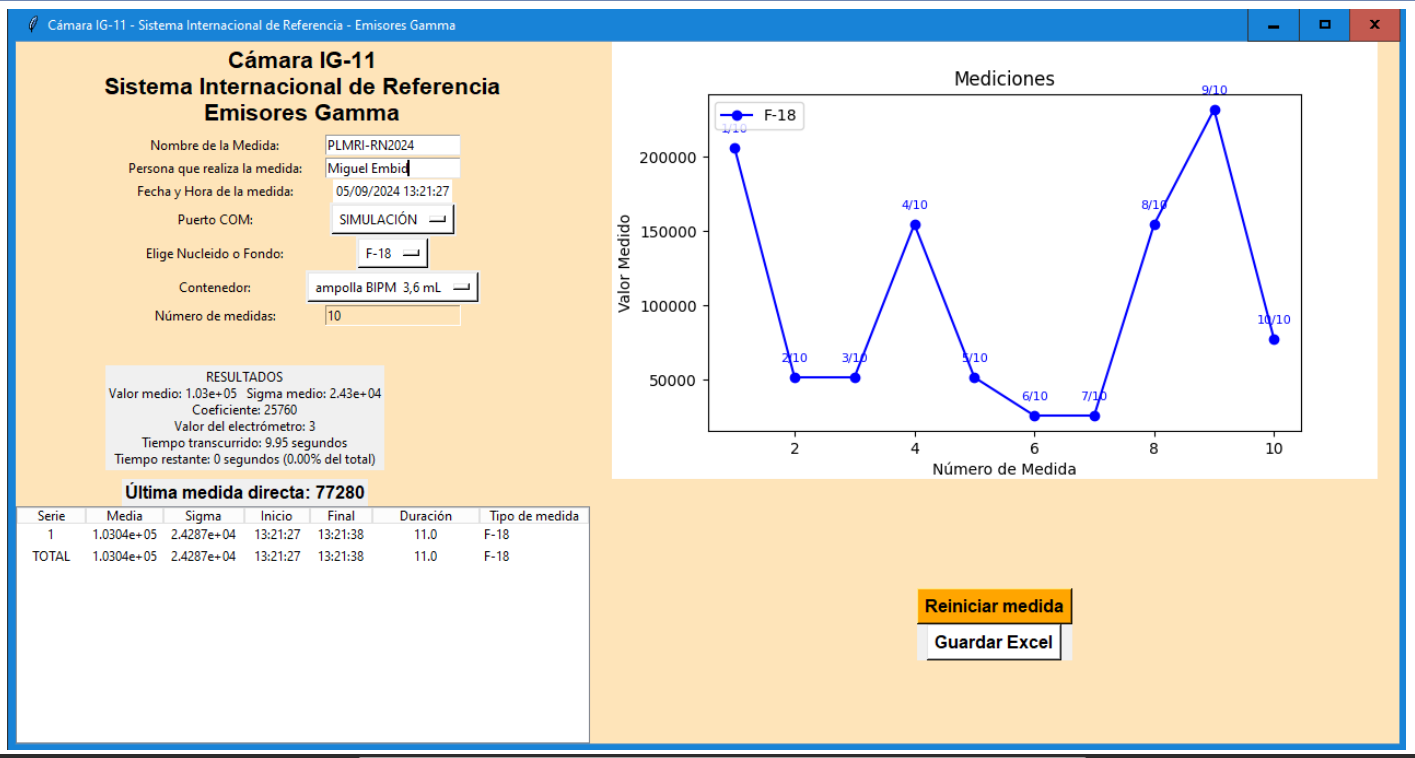 Cámara IG-11 - Sistema Internacional de Referencia - Emisores Gamma
Cámara IG-11
Sistema Internacional de Referencia
Emisores Gamma
Nombre de la Medida: PLMRI-RN2024
Persona que realiza la medida: Miguel Embid
Fecha y Hora de la medida: 05/09/2024 13:21:27
Puerto COM: SIMULACIÓN
Elige Nucleido o Fondo: F-18
Contenedor: ampolla BIPM 3,6 mL
Número de medidas: 10
RESULTADOS
Valor medio: 1.03e+05 Sigma medio: 2.43e+04
Coeficiente: 25760
Valor del electrómetro: 3
Tiempo transcurrido: 9.95 segundos
Tiempo restante: 0 segundos (0.00% del total)
Última medida directa: 77280
Serie Media Sigma Inicio Final Duración Tipo de medida
1 1.0304e+05 2.4287e+04 13:21:27 13:21:38 11.0 F-18
TOTAL 1.0304e+05 2.4287e+04 13:21:27 13:21:38 11.0 F-18
Mediciones
F-18
Valor Medido
200000
150000
100000
50000
1/10
2/10
3/10
4/10
5/10
6/10
7/10
8/10
9/10
10/10
2 4 6 8 10
Número de Medida
Reiniciar medida
Guardar Excel